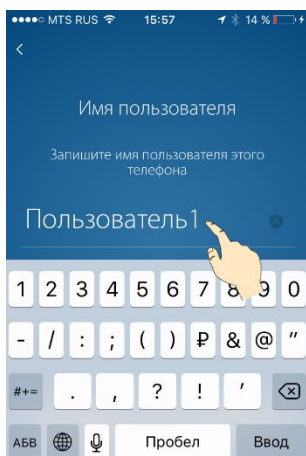 MTS RUS 15:57 14 %
Имя пользователя
Запишите имя пользователя этого
телефона
Пользователь1
1 2 3 4 5 6 7 8 9 0
- / : ; ( ) ₽ & @ "
#+= . , ? ! '
АБВ Пробел Ввод